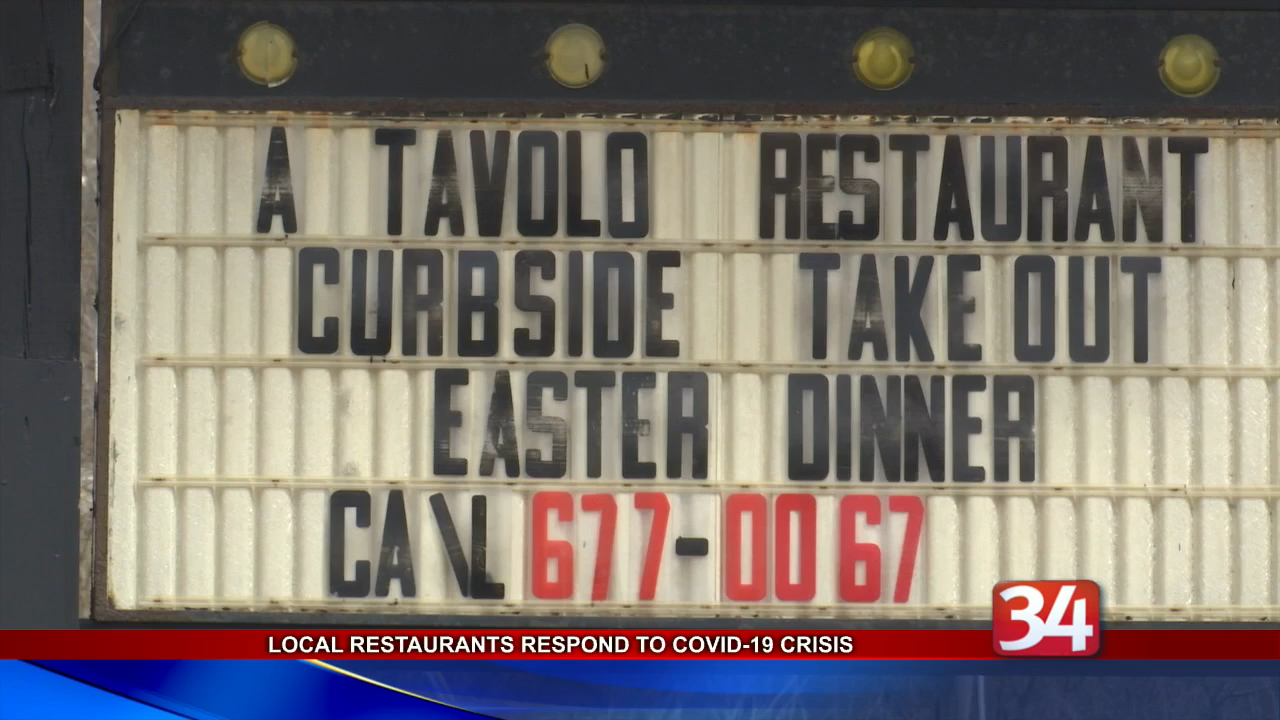 A TAVOLO RESTAURANT
CURBSIDE TAKE OUT
EASTER DINNER
CA\L 677-0067
34
LOCAL RESTAURANTS RESPOND TO COVID-19 CRISIS